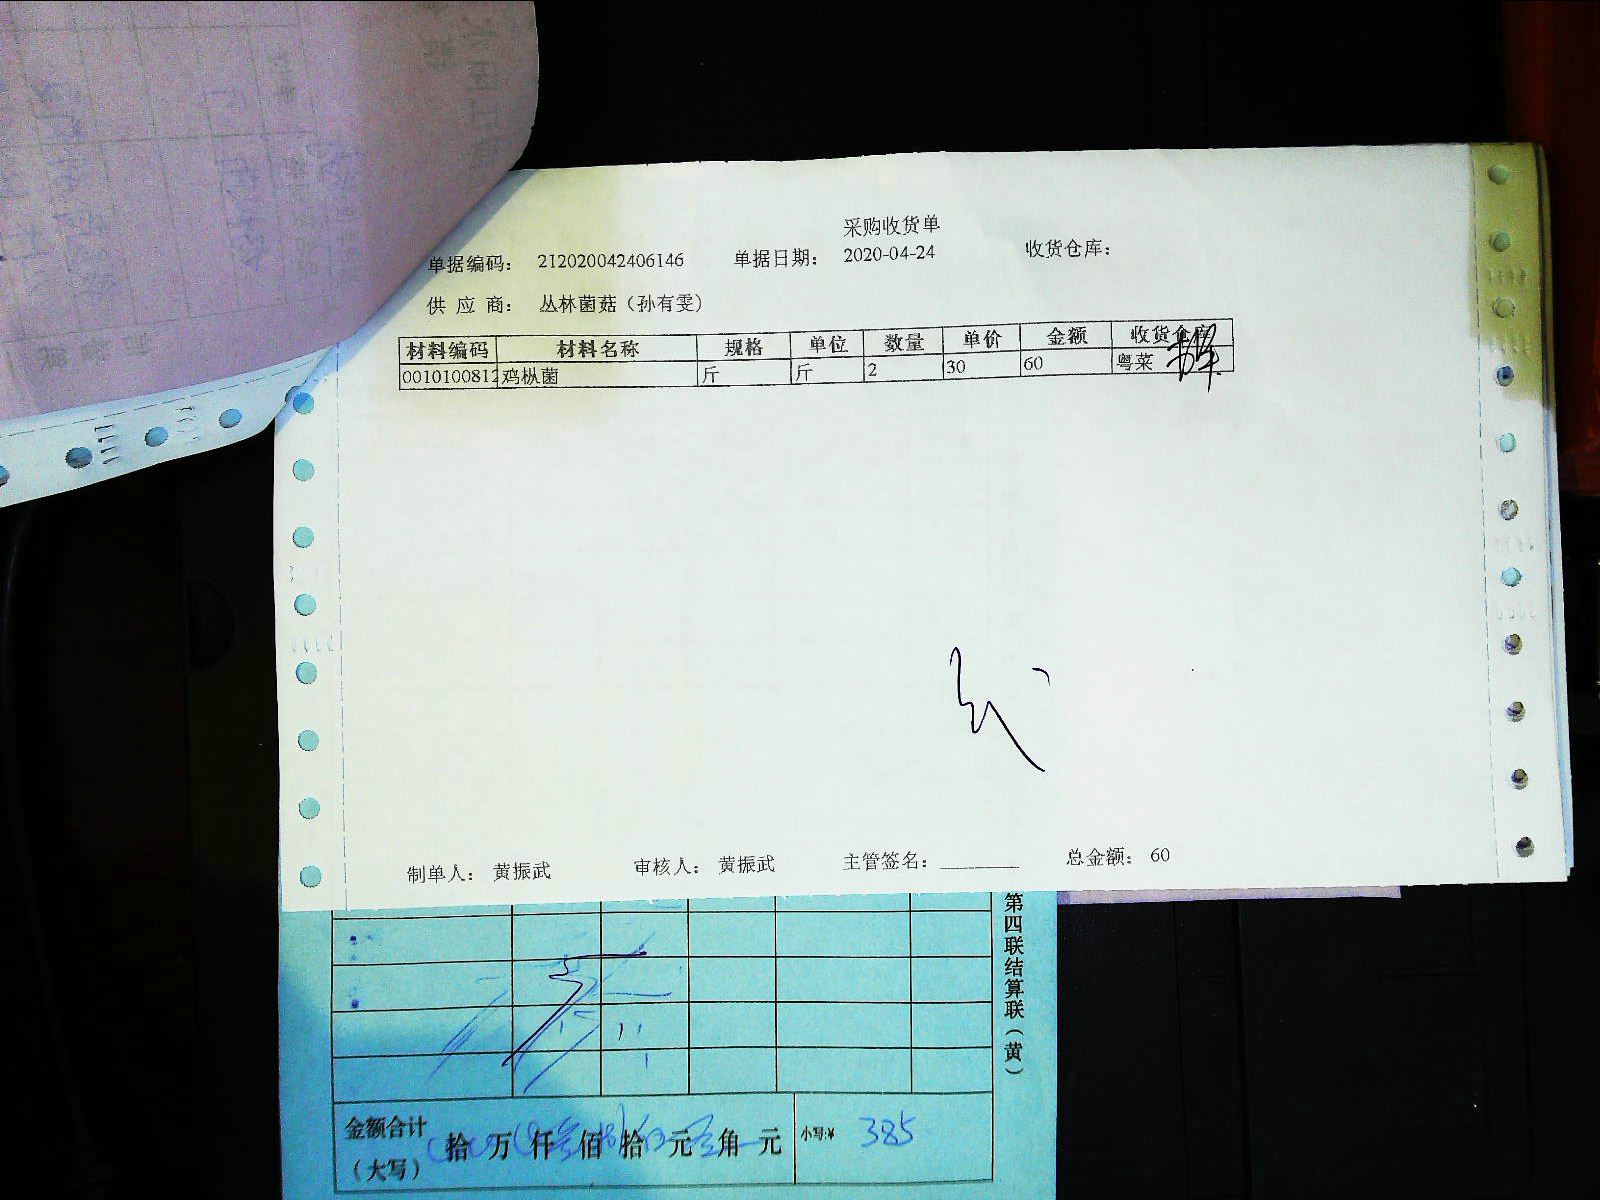 采购收货单
单据编码： 212020042406146 单据日期： 2020-04-24 收货仓库：
供 应 商： 丛林菌菇（孙有雯）
材料编码 材料名称 规格 单位 数量 单价 金额 收货仓库
0010100812 鸡枞菌 斤 斤 2 30 60 粤菜
制单人： 黄振武 审核人： 黄振武 主管签名：________ 总金额： 60
第四联结算联（黄）
金额合计（大写） 拾 万 仟 佰 拾 元 角 元 小写:¥ 385